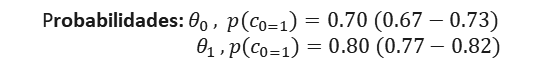 Probabilidades: θ₀ , p(c₀₌₁) = 0.70 (0.67 − 0.73)
θ₁ , p(c₀₌₁) = 0.80 (0.77 − 0.82)